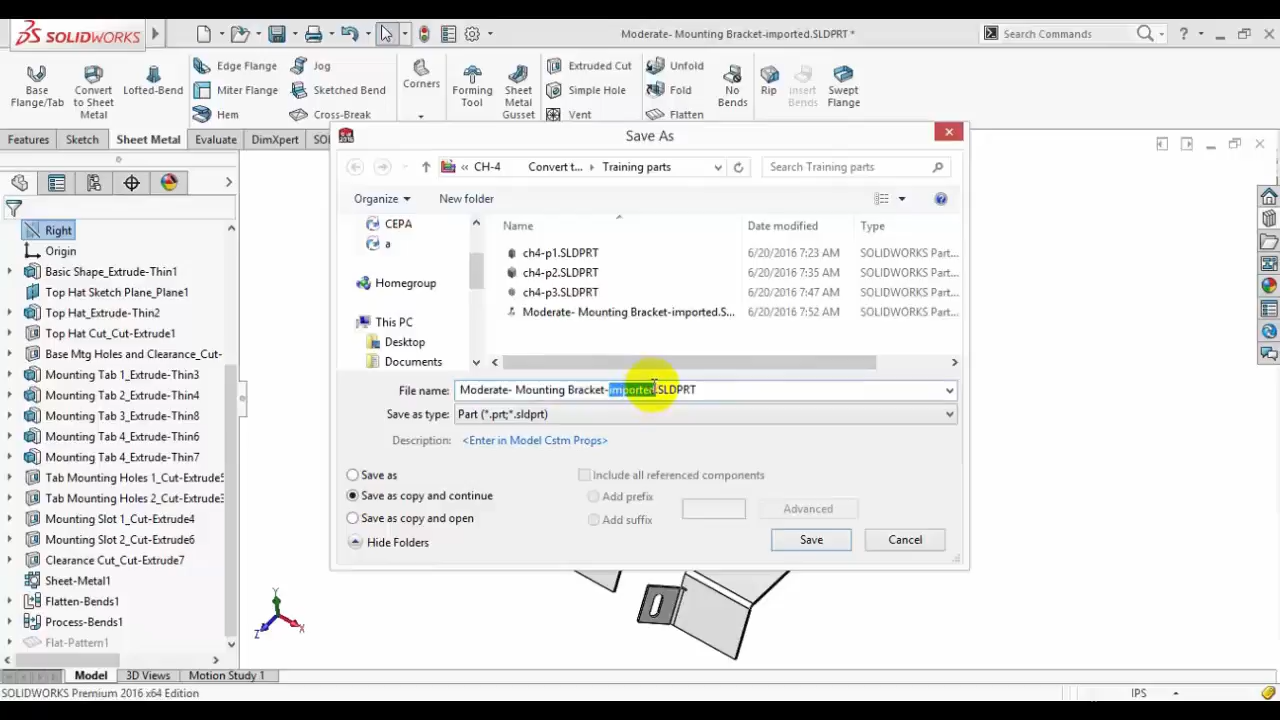 SOLIDWORKS
Moderate- Mounting Bracket-imported.SLDPRT *
Search Commands
Base Flange/Tab
Convert to Sheet Metal
Lofted-Bend
Edge Flange
Miter Flange
Hem
Jog
Sketched Bend
Cross-Break
Corners
Forming Tool
Sheet Metal Gusset
Extruded Cut
Simple Hole
Vent
Unfold
Fold
Flatten
No Bends
Rip
Insert Bends
Swept Flange
Features
Sketch
Sheet Metal
Evaluate
DimXpert
SO
Right
Origin
Basic Shape_Extrude-Thin1
Top Hat Sketch Plane_Plane1
Top Hat_Extrude-Thin2
Top Hat Cut_Cut-Extrude1
Base Mtg Holes and Clearance_Cut-
Mounting Tab 1_Extrude-Thin3
Mounting Tab 2_Extrude-Thin4
Mounting Tab 3_Extrude-Thin8
Mounting Tab 4_Extrude-Thin6
Mounting Tab 4_Extrude-Thin7
Tab Mounting Holes 1_Cut-Extrude5
Tab Mounting Holes 2_Cut-Extrude3
Mounting Slot 1_Cut-Extrude4
Mounting Slot 2_Cut-Extrude6
Clearance Cut_Cut-Extrude7
Sheet-Metal1
Flatten-Bends1
Process-Bends1
Flat-Pattern1
Save As
« CH-4
Convert t...
Training parts
Search Training parts
Organize
New folder
CEPA
a
Homegroup
This PC
Desktop
Documents
Name
Date modified
Type
ch4-p1.SLDPRT 6/20/2016 7:23 AM SOLIDWORKS Part...
ch4-p2.SLDPRT 6/20/2016 7:35 AM SOLIDWORKS Part...
ch4-p3.SLDPRT 6/20/2016 7:47 AM SOLIDWORKS Part...
Moderate- Mounting Bracket-imported.S... 6/20/2016 7:52 AM SOLIDWORKS Part...
File name: Moderate- Mounting Bracket-imported.SLDPRT
Save as type: Part (*.prt;*.sldprt)
Description: <Enter in Model Cstm Props>
Save as
Save as copy and continue
Save as copy and open
Include all referenced components
Add prefix
Add suffix
Advanced
Hide Folders
Save
Cancel
Y
Z
X
Model
3D Views
Motion Study 1
SOLIDWORKS Premium 2016 x64 Edition
IPS